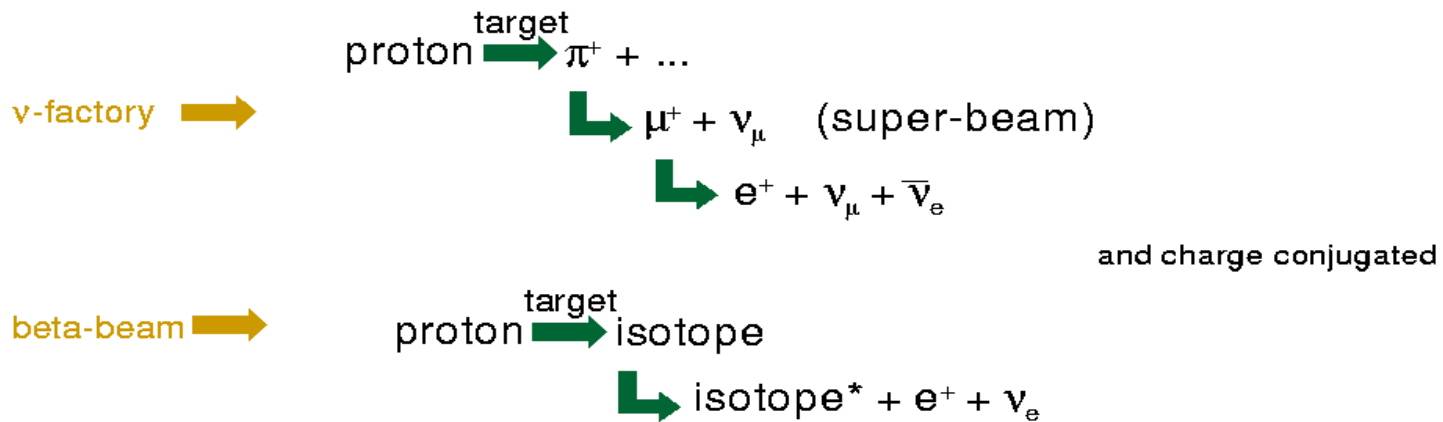 target
proton π⁺ + ...
ν-factory
μ⁺ + ν_μ (super-beam)
e⁺ + ν_μ + ν̅_e
and charge conjugated
target
beta-beam
proton isotope
isotope* + e⁺ + ν_e